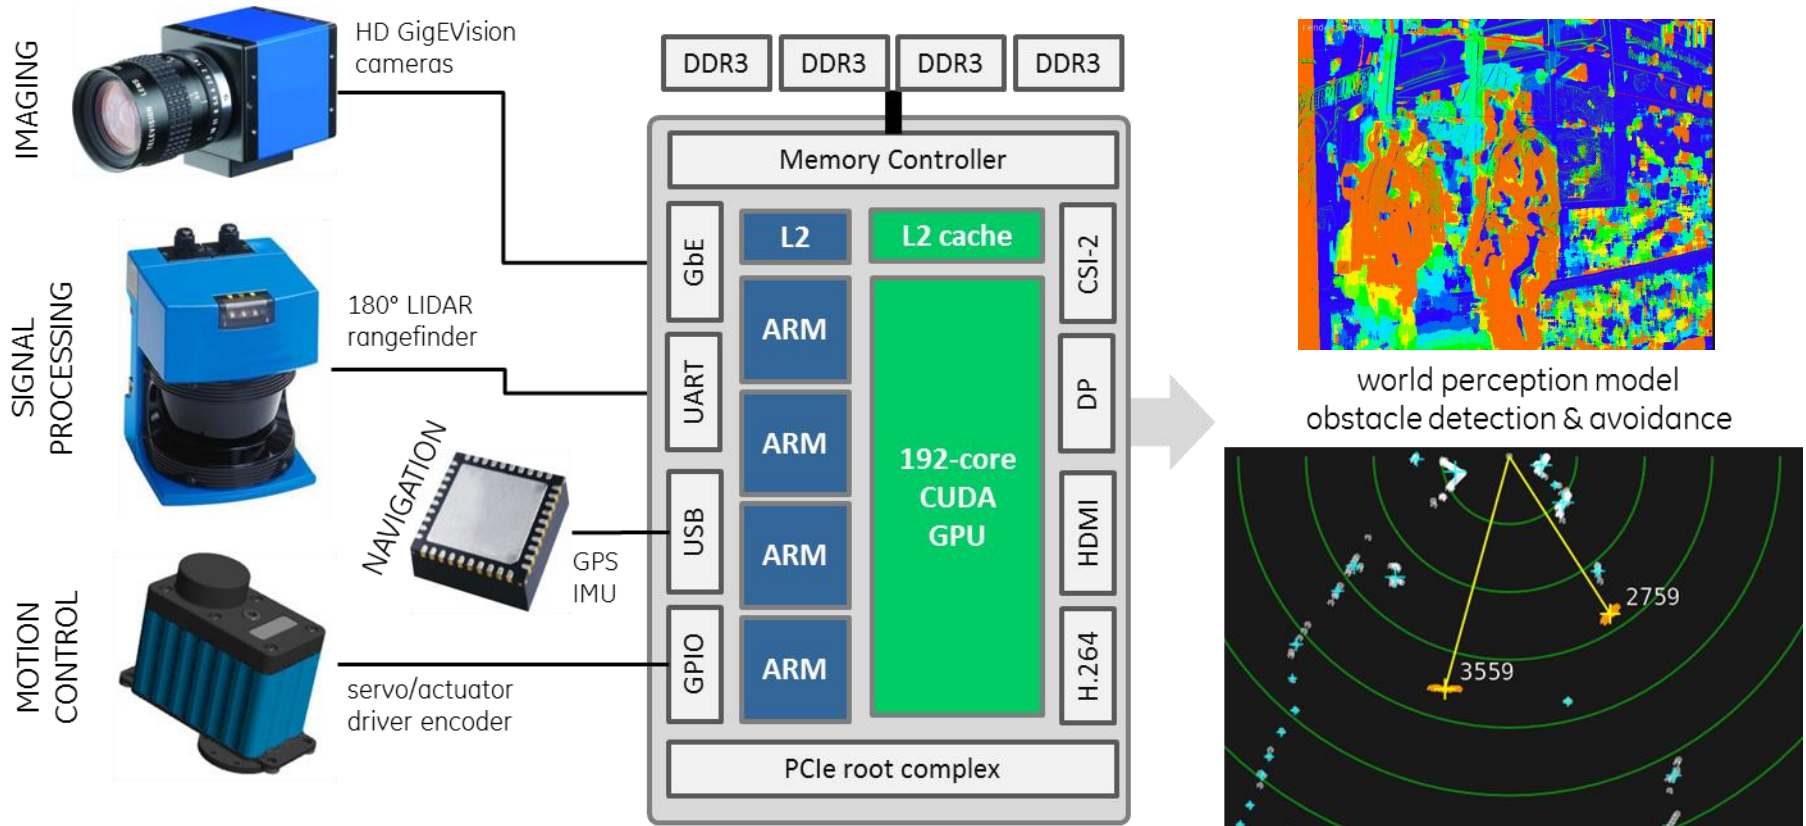 IMAGING
HD GigEVision
cameras
SIGNAL
PROCESSING
180° LIDAR
rangefinder
NAVIGATION
GPS
IMU
MOTION
CONTROL
servo/actuator
driver encoder
DDR3
DDR3
DDR3
DDR3
Memory Controller
GbE
UART
USB
GPIO
L2
ARM
ARM
ARM
ARM
L2 cache
192-core
CUDA
GPU
CSI-2
DP
HDMI
H.264
PCIe root complex
world perception model
obstacle detection & avoidance
2759
3559